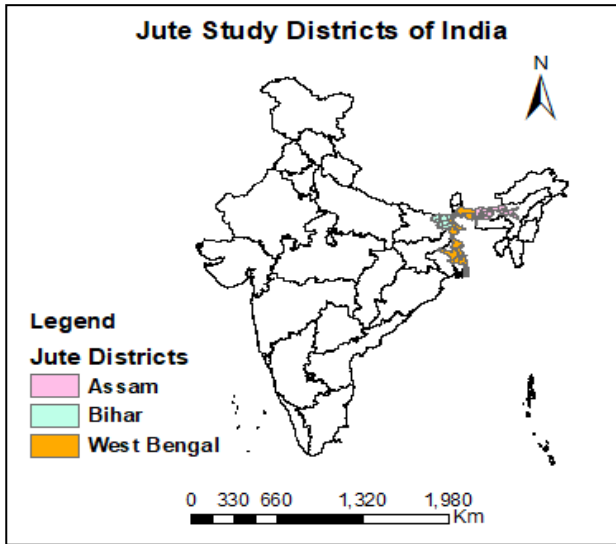 Jute Study Districts of India
N
Legend
Jute Districts
Assam
Bihar
West Bengal
0 330 660 1,320 1,980
Km